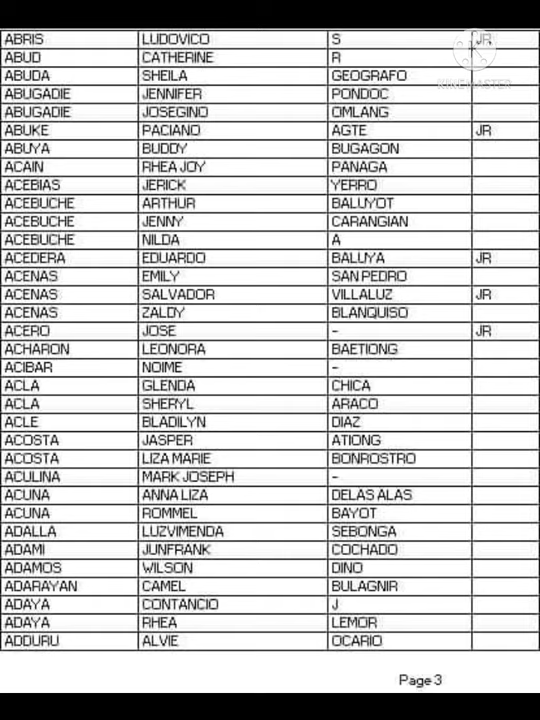 ABRIS LUDOVICO S JR
ABUD CATHERINE R
KINEMASTER
ABUDA SHEILA GEOGRAFO
ABUGADIE JENNIFER PONDOC
ABUGADIE JOSEGINO OMLANG
ABUKE PACIANO AGTE JR
ABUYA BUDDY BUGAGON
ACAIN RHEA JOY PANAGA
ACEBIAS JERICK YERRO
ACEBUCHE ARTHUR BALUYOT
ACEBUCHE JENNY CARANGIAN
ACEBUCHE NILDA A
ACEDERA EDUARDO BALUYA JR
ACENAS EMILY SAN PEDRO
ACENAS SALVADOR VILLALUZ JR
ACENAS ZALDY BLANQUISO
ACERO JOSE - JR
ACHARON LEONORA BAETIONG
ACIBAR NOIME -
ACLA GLENDA CHICA
ACLA SHERYL ARACO
ACLE BLADILYN DIAZ
ACOSTA JASPER ATIONG
ACOSTA LIZA MARIE BONROSTRO
ACULINA MARK JOSEPH -
ACUNA ANNA LIZA DELAS ALAS
ACUNA ROMMEL BAYOT
ADALLA LUZVIMENDA SEBONGA
ADAMI JUNFRANK COCHADO
ADAMOS WILSON DINO
ADARAYAN CAMEL BULAGNIR
ADAYA CONTANCIO J
ADAYA RHEA LEMOR
ADDURU ALVIE OCARIO
Page 3